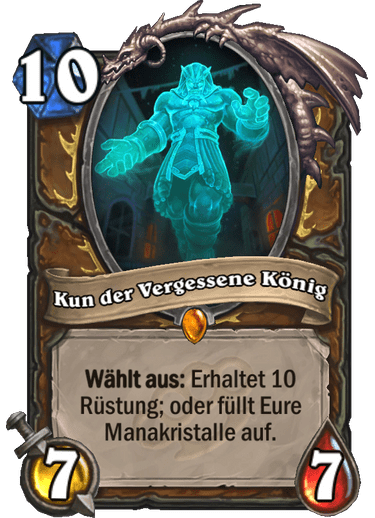 10
Kun der Vergessene König
Wählt aus: Erhaltet 10
Rüstung; oder füllt Eure
Manakristalle auf.
7
7